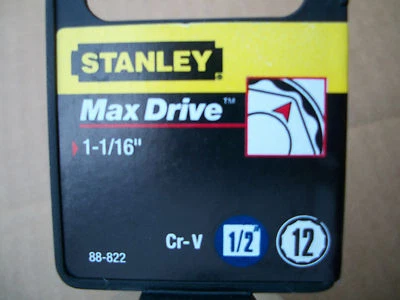 STANLEY®
Max Drive™
1-1/16"
Cr-V 1/2" 12
88-822